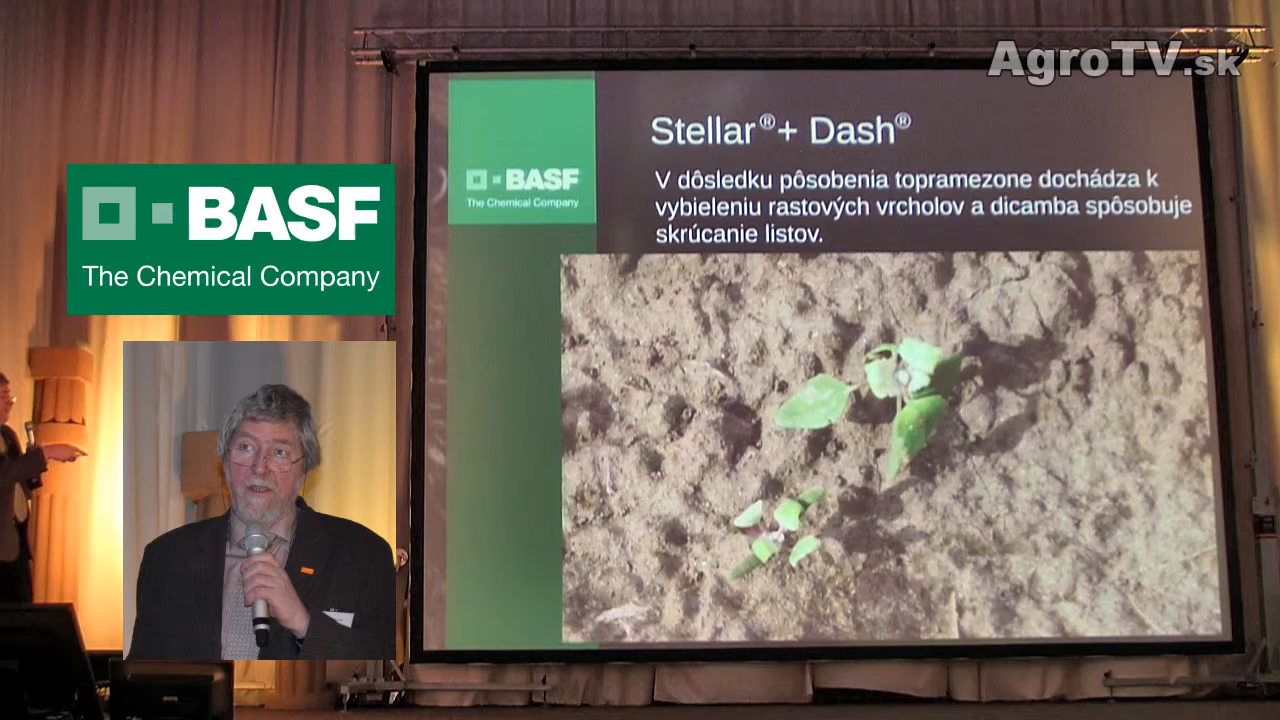 AgroTV.sk
BASF
The Chemical Company
BASF
The Chemical Company
Stellar®+ Dash®
V dôsledku pôsobenia topramezone dochádza k
vybieleniu rastových vrcholov a dicamba spôsobuje
skrúcanie listov.